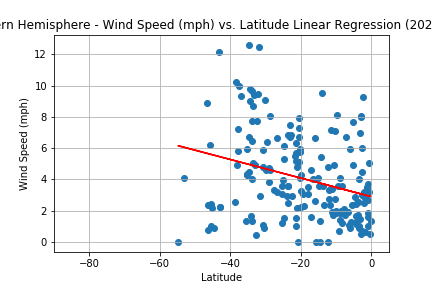 ern Hemisphere - Wind Speed (mph) vs. Latitude Linear Regression (202
12
10
8
6
4
2
0
Wind Speed (mph)
−80 −60 −40 −20 0
Latitude